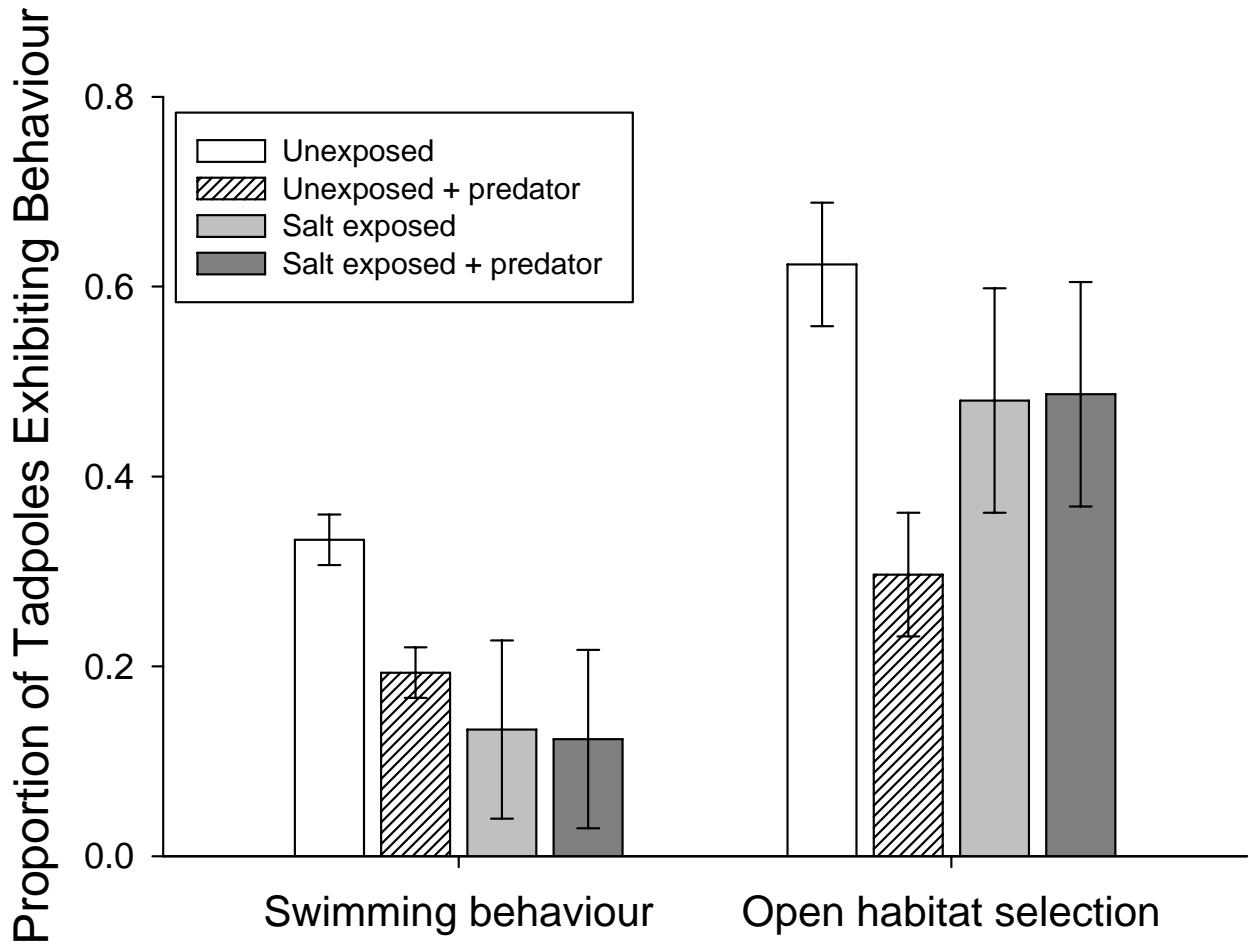 Proportion of Tadpoles Exhibiting Behaviour
0.8
0.6
0.4
0.2
0.0
Unexposed
Unexposed + predator
Salt exposed
Salt exposed + predator
Swimming behaviour
Open habitat selection